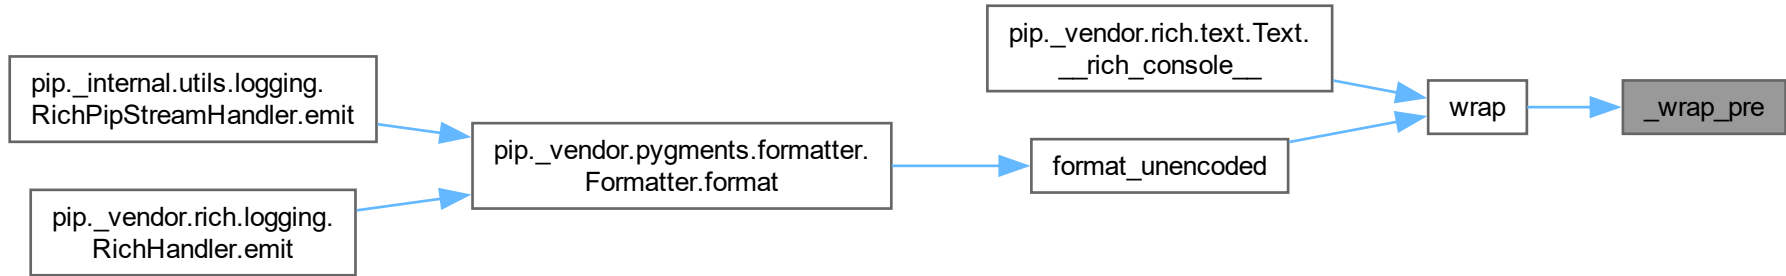 pip._internal.utils.logging.
RichPipStreamHandler.emit
pip._vendor.rich.logging.
RichHandler.emit
pip._vendor.pygments.formatter.
Formatter.format
pip._vendor.rich.text.Text.
__rich_console__
format_unencoded
wrap
_wrap_pre